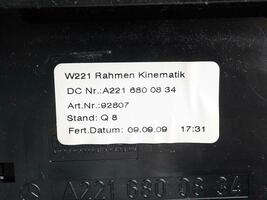 W221 Rahmen Kinematik
DC Nr.:A221 680 08 34
Art.Nr.:92807
Stand: Q 8
Fert.Datum: 09.09.09 17:31
A 221 680 08 34